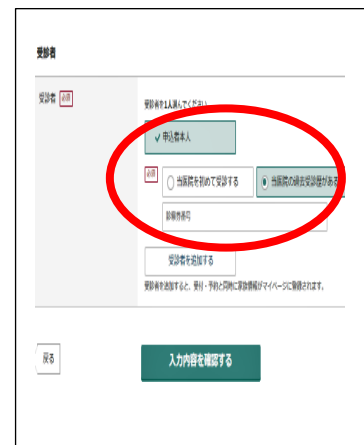 受診者
受診者 必須
受診者を1人選んでください
✓ 申込者本人
必須 当医院を初めて受診する 当医院の過去受診歴がある
診察券番号
受診者を追加する
受診者を追加すると、受付・予約と同時に家族情報がマイページに登録されます。
戻る 入力内容を確認する